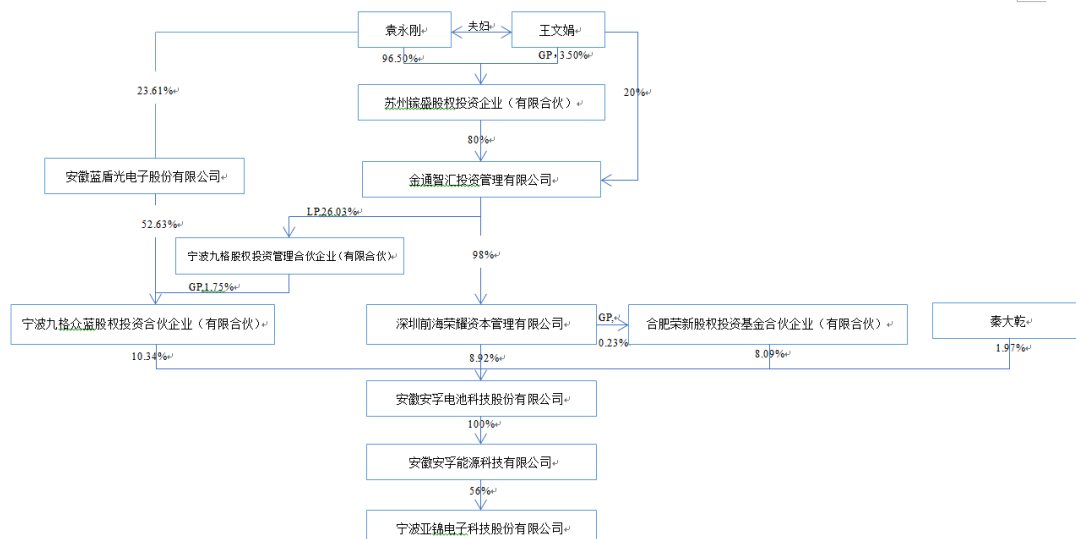 袁永刚
夫妇
王文娟
96.50%
GP，3.50%
23.61%
20%
苏州镓盛股权投资企业（有限合伙）
80%
安徽蓝盾光电子股份有限公司
金通智汇投资管理有限公司
52.63%
LP,26.03%
宁波九格股权投资管理合伙企业（有限合伙）
98%
GP,1.75%
宁波九格众蓝股权投资合伙企业（有限合伙）
深圳前海荣耀资本管理有限公司
GP,
0.23%
合肥荣新股权投资基金合伙企业（有限合伙）
秦大乾
10.34%
8.92%
8.09%
1.97%
安徽安孚电池科技股份有限公司
100%
安徽安孚能源科技有限公司
56%
宁波亚锦电子科技股份有限公司